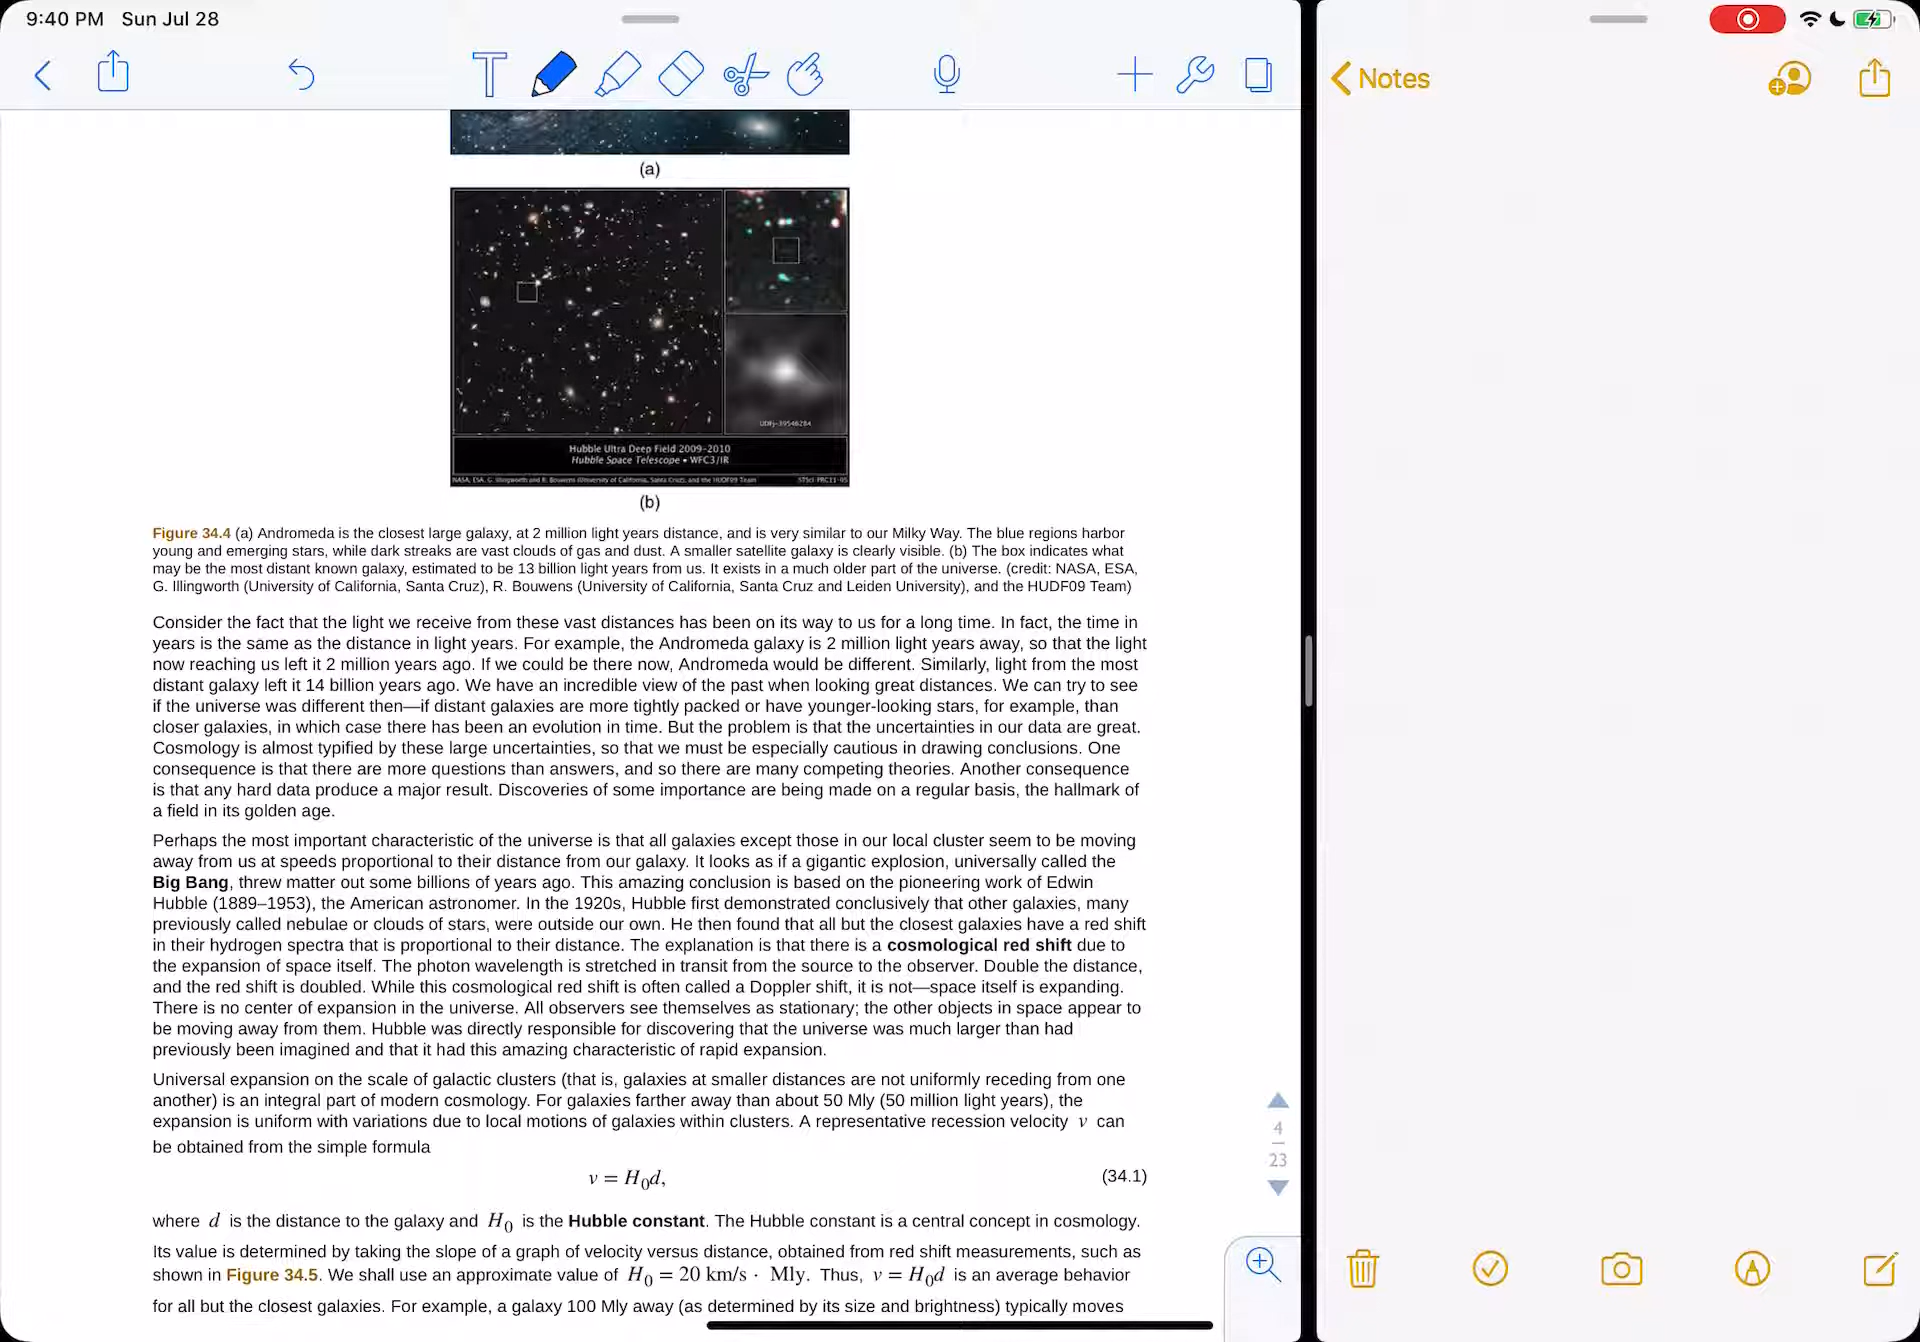 9:40 PM Sun Jul 28
Notes
(a)
UDFj-39546284
Hubble Ultra Deep Field 2009–2010
Hubble Space Telescope • WFC3/IR
NASA, ESA, G. Illingworth and R. Bouwens (University of California, Santa Cruz), and the HUDF09 Team STScI-PRC11-05
(b)
Figure 34.4 (a) Andromeda is the closest large galaxy, at 2 million light years distance, and is very similar to our Milky Way. The blue regions harbor
young and emerging stars, while dark streaks are vast clouds of gas and dust. A smaller satellite galaxy is clearly visible. (b) The box indicates what
may be the most distant known galaxy, estimated to be 13 billion light years from us. It exists in a much older part of the universe. (credit: NASA, ESA,
G. Illingworth (University of California, Santa Cruz), R. Bouwens (University of California, Santa Cruz and Leiden University), and the HUDF09 Team)
Consider the fact that the light we receive from these vast distances has been on its way to us for a long time. In fact, the time in
years is the same as the distance in light years. For example, the Andromeda galaxy is 2 million light years away, so that the light
now reaching us left it 2 million years ago. If we could be there now, Andromeda would be different. Similarly, light from the most
distant galaxy left it 14 billion years ago. We have an incredible view of the past when looking great distances. We can try to see
if the universe was different then—if distant galaxies are more tightly packed or have younger-looking stars, for example, than
closer galaxies, in which case there has been an evolution in time. But the problem is that the uncertainties in our data are great.
Cosmology is almost typified by these large uncertainties, so that we must be especially cautious in drawing conclusions. One
consequence is that there are more questions than answers, and so there are many competing theories. Another consequence
is that any hard data produce a major result. Discoveries of some importance are being made on a regular basis, the hallmark of
a field in its golden age.
Perhaps the most important characteristic of the universe is that all galaxies except those in our local cluster seem to be moving
away from us at speeds proportional to their distance from our galaxy. It looks as if a gigantic explosion, universally called the
Big Bang, threw matter out some billions of years ago. This amazing conclusion is based on the pioneering work of Edwin
Hubble (1889–1953), the American astronomer. In the 1920s, Hubble first demonstrated conclusively that other galaxies, many
previously called nebulae or clouds of stars, were outside our own. He then found that all but the closest galaxies have a red shift
in their hydrogen spectra that is proportional to their distance. The explanation is that there is a cosmological red shift due to
the expansion of space itself. The photon wavelength is stretched in transit from the source to the observer. Double the distance,
and the red shift is doubled. While this cosmological red shift is often called a Doppler shift, it is not—space itself is expanding.
There is no center of expansion in the universe. All observers see themselves as stationary; the other objects in space appear to
be moving away from them. Hubble was directly responsible for discovering that the universe was much larger than had
previously been imagined and that it had this amazing characteristic of rapid expansion.
Universal expansion on the scale of galactic clusters (that is, galaxies at smaller distances are not uniformly receding from one
another) is an integral part of modern cosmology. For galaxies farther away than about 50 Mly (50 million light years), the
expansion is uniform with variations due to local motions of galaxies within clusters. A representative recession velocity v can
be obtained from the simple formula
v = H₀d, (34.1)
where d is the distance to the galaxy and H₀ is the Hubble constant. The Hubble constant is a central concept in cosmology.
Its value is determined by taking the slope of a graph of velocity versus distance, obtained from red shift measurements, such as
shown in Figure 34.5. We shall use an approximate value of H₀ = 20 km/s · Mly. Thus, v = H₀d is an average behavior
for all but the closest galaxies. For example, a galaxy 100 Mly away (as determined by its size and brightness) typically moves
4
23